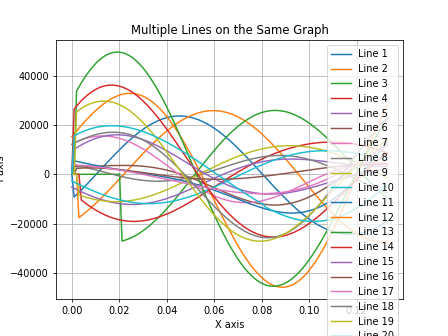 Multiple Lines on the Same Graph
40000
20000
0
−20000
−40000
0.00 0.02 0.04 0.06 0.08 0.10
X axis
Line 1
Line 2
Line 3
Line 4
Line 5
Line 6
Line 7
Line 8
Line 9
Line 10
Line 11
Line 12
Line 13
Line 14
Line 15
Line 16
Line 17
Line 18
Line 19
Line 20